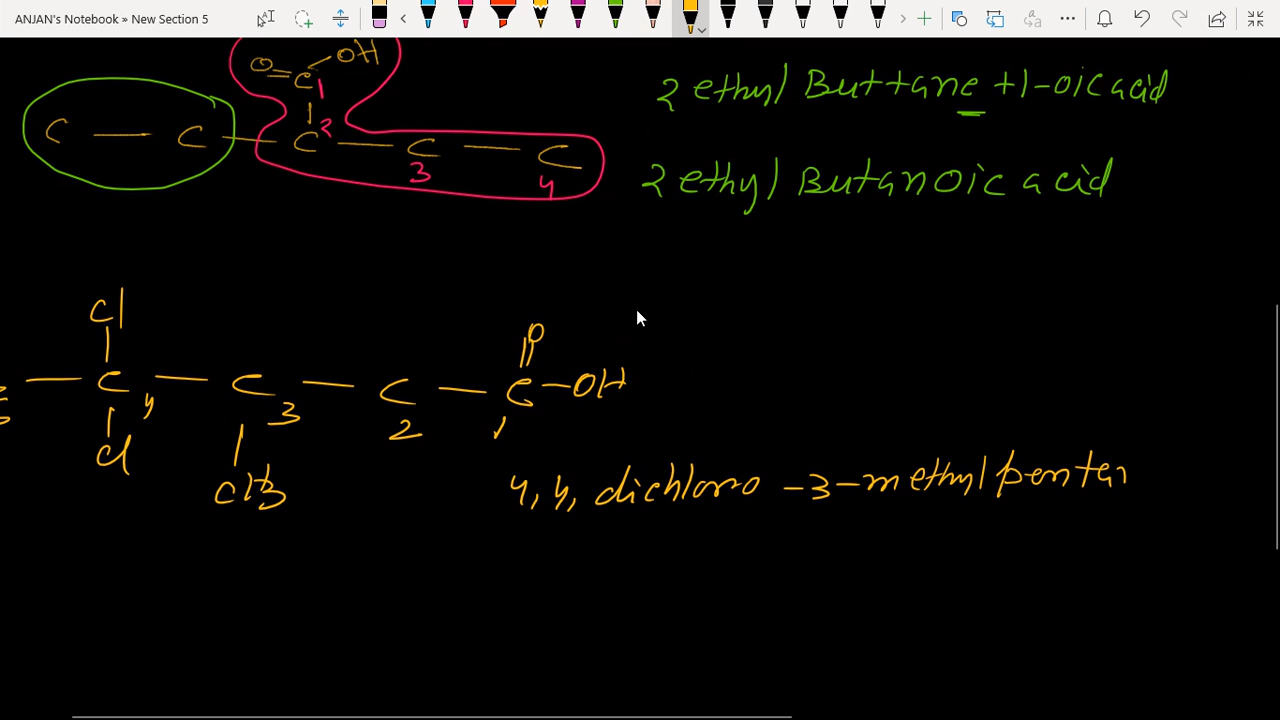 ANJAN's Notebook » New Section 5
O=C-OH
1
2 ethyl Buttane +1-oic acid
C — C — C 2 — C — C
3 4
2 ethyl Butanoic acid
Cl
O
— C 4 — C 3 — C — C — OH
2 1
Cl
CH3
4, 4, dichloro -3-methyl pentan